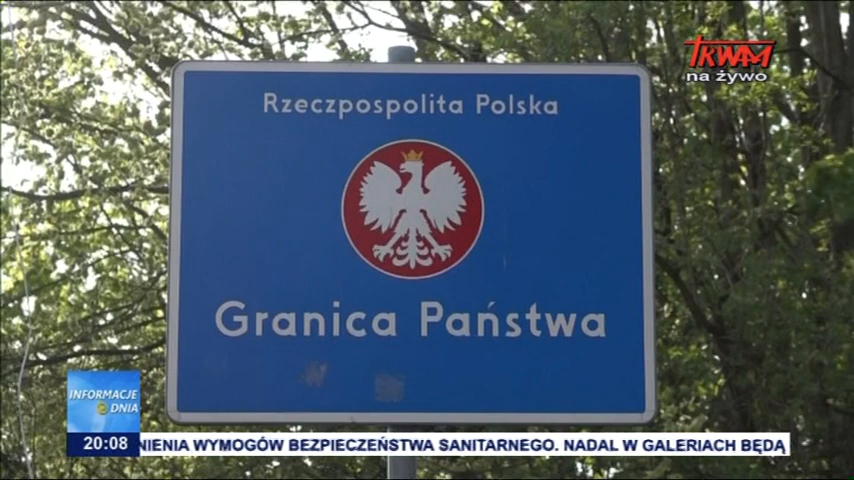 TRWAM
na żywo
Rzeczpospolita Polska
Granica Państwa
INFORMACJE
DNIA
20:08
NIENIA WYMOGÓW BEZPIECZEŃSTWA SANITARNEGO. NADAL W GALERIACH BĘDĄ